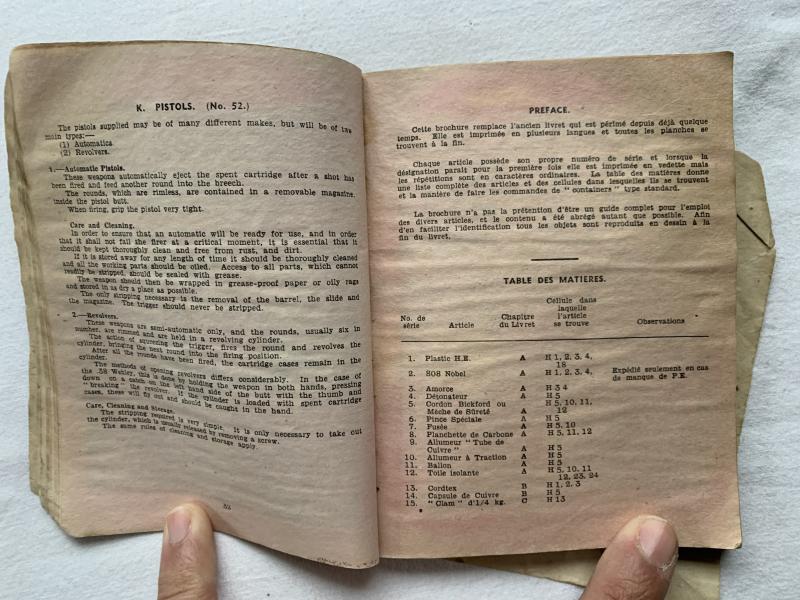 K. PISTOLS. (No. 52.)
The pistols supplied may be of many different makes, but will be of two
main types:—
(1) Automatics
(2) Revolvers.
1.—Automatic Pistols.
These weapons automatically eject the spent cartridge after a shot has
been fired and feed another round into the breech.
The rounds, which are rimless, are contained in a removable magazine
inside the pistol butt.
When firing, grip the pistol very tight.
Care and Cleaning.
In order to ensure that an automatic will be ready for use, and in order
that it shall not fail the firer at a critical moment, it is essential that it
should be kept thoroughly clean and free from rust, and dirt.
If it is stored away for any length of time it should be thoroughly cleaned
and all the working parts should be oiled. Access to all parts, which cannot
readily be stripped, should be sealed with grease.
The weapon should then be wrapped in grease-proof paper or oily rags
and stored in as dry a place as possible.
The only stripping necessary is the removal of the barrel, the slide and
the magazine. The trigger should never be stripped.
2.—Revolvers.
These weapons are semi-automatic only, and the rounds, usually six in
number, are rimmed and are held in a revolving cylinder.
The action of squeezing the trigger, fires the round and revolves the
cylinder, bringing the next round into the firing position.
After all the rounds have been fired, the cartridge cases remain in the
cylinder.
The methods of opening revolvers differs considerably. In the case of
the .38 Webley, this is done by holding the weapon in both hands, pressing
down on a catch on the left hand side of the butt with the thumb and
"breaking" the revolver. If the cylinder is loaded with spent cartridge
cases, these will fly out and should be caught in the hand.
Care, Cleaning and Storage.
The stripping required is very simple. It is only necessary to take out
the cylinder, which is usually released by removing a screw.
The same rules of cleaning and storage apply.
52
PREFACE.
Cette brochure remplace l'ancien livret qui est périmé depuis déjà quelque
temps. Elle est imprimée en plusieurs langues et toutes les planches se
trouvent à la fin.
Chaque article possède son propre numéro de série et lorsque la
désignation parait pour la première fois elle est imprimée en vedette mais
les répétitions sont en caractères ordinaires. La table des matières donne
une liste complète des articles et des cellules dans lesquelles ils se trouvent
et la manière de faire les commandes de " containers " type standard.
La brochure n'a pas la prétention d'être un guide complet pour l'emploi
des divers articles, et le contenu a été abrégé autant que possible. Afin
d'en faciliter l'identification tous les objets sont reproduits en dessin à la
fin du livret.
TABLE DES MATIERES.
No. de série Article Chapitre du Livret Cellule dans laquelle l'article se trouve Observations
1. Plastic H.E. A H 1, 2, 3, 4,
18
2. 808 Nobel A H 1, 2, 3, 4, Expédié seulement en cas
de manque de P.E.
3. Amorce A H 3 4
4. Détonateur A H 5
5. Cordon Bickford ou A H 5, 10, 11,
Mèche de Sûreté 12
6. Pince Spéciale A H 5
7. Fusée A H 5, 10
8. Planchette de Carbone A H 5, 11, 12
9. Allumeur " Tube de
Cuivre " A H 5
10. Allumeur à Traction A H 5
11. Ballon A H 5
12. Toile isolante A H 5, 10, 11
12, 23, 24
13. Cordtex B H 1, 2, 3
14. Capsule de Cuivre B H 5
15. " Clam " d'1/4 kg. C H 13